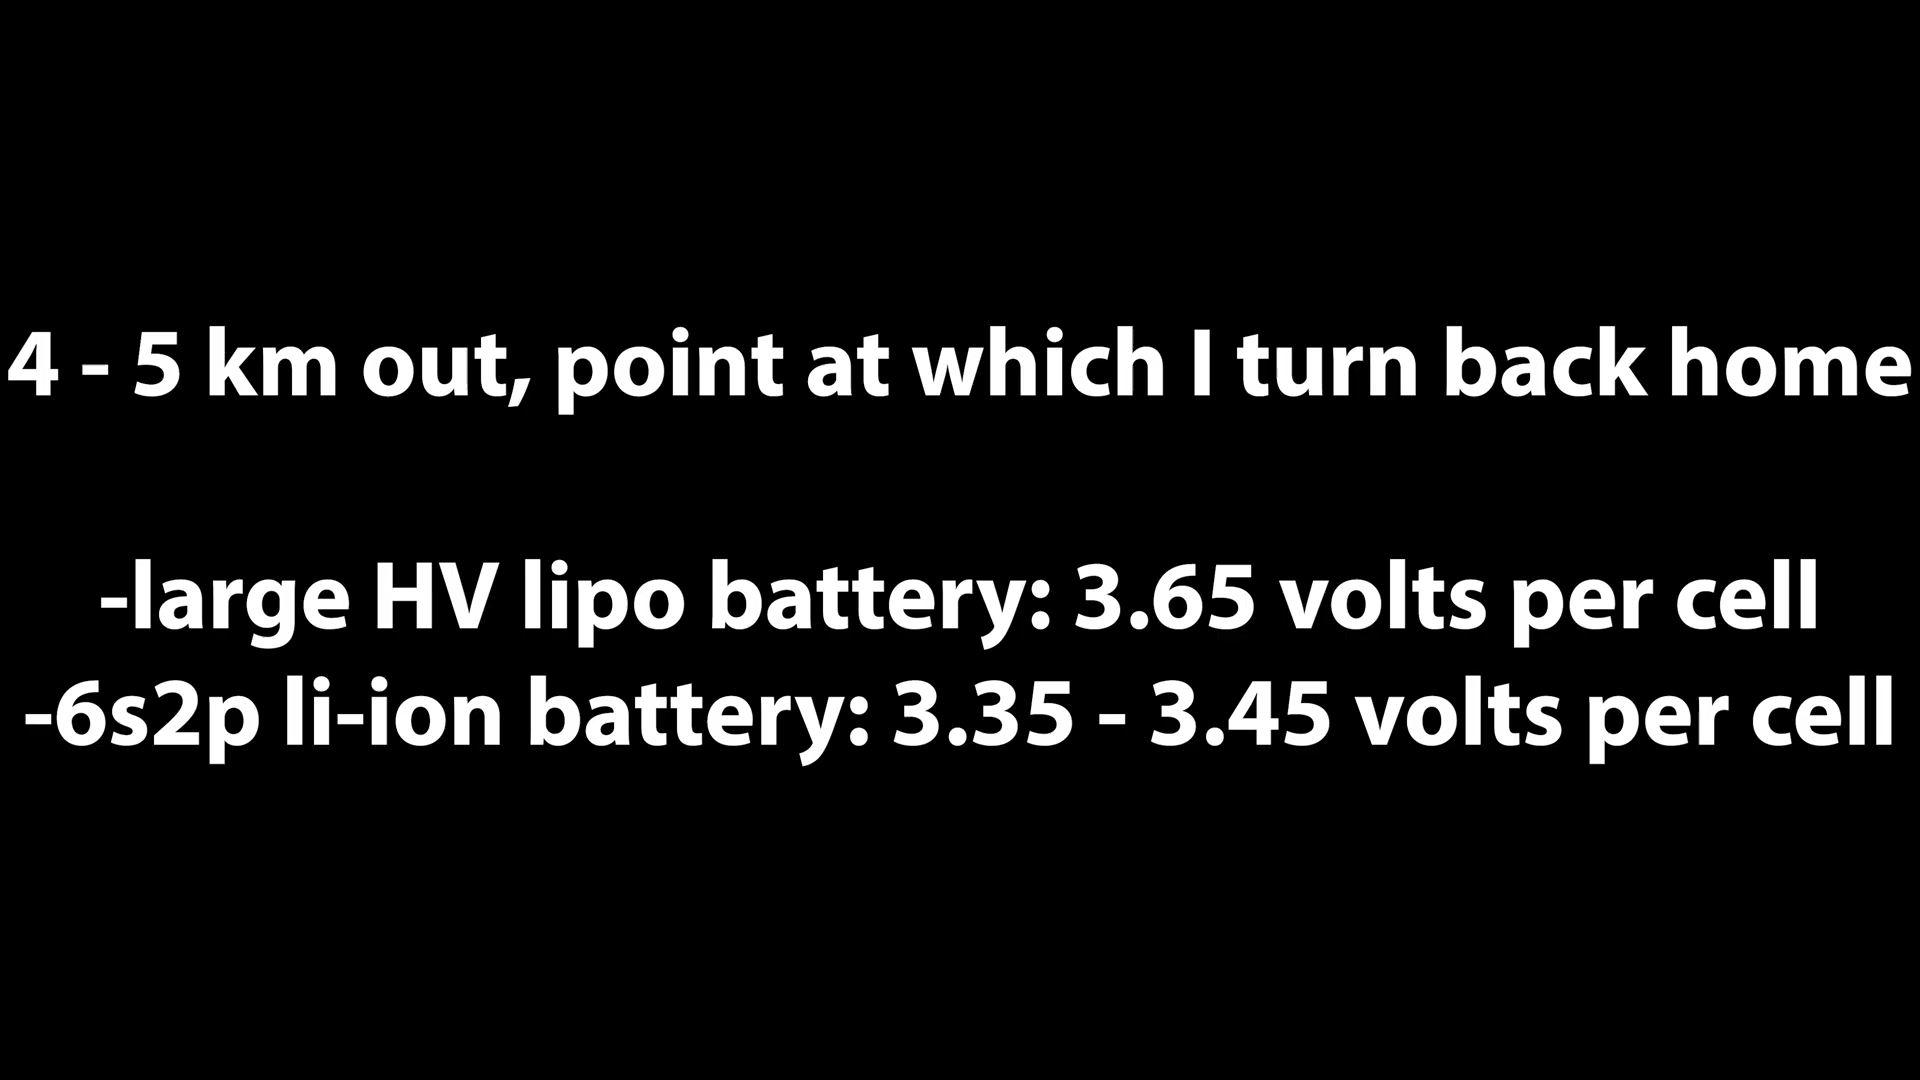 4 - 5 km out, point at which I turn back home
-large HV lipo battery: 3.65 volts per cell
-6s2p li-ion battery: 3.35 - 3.45 volts per cell